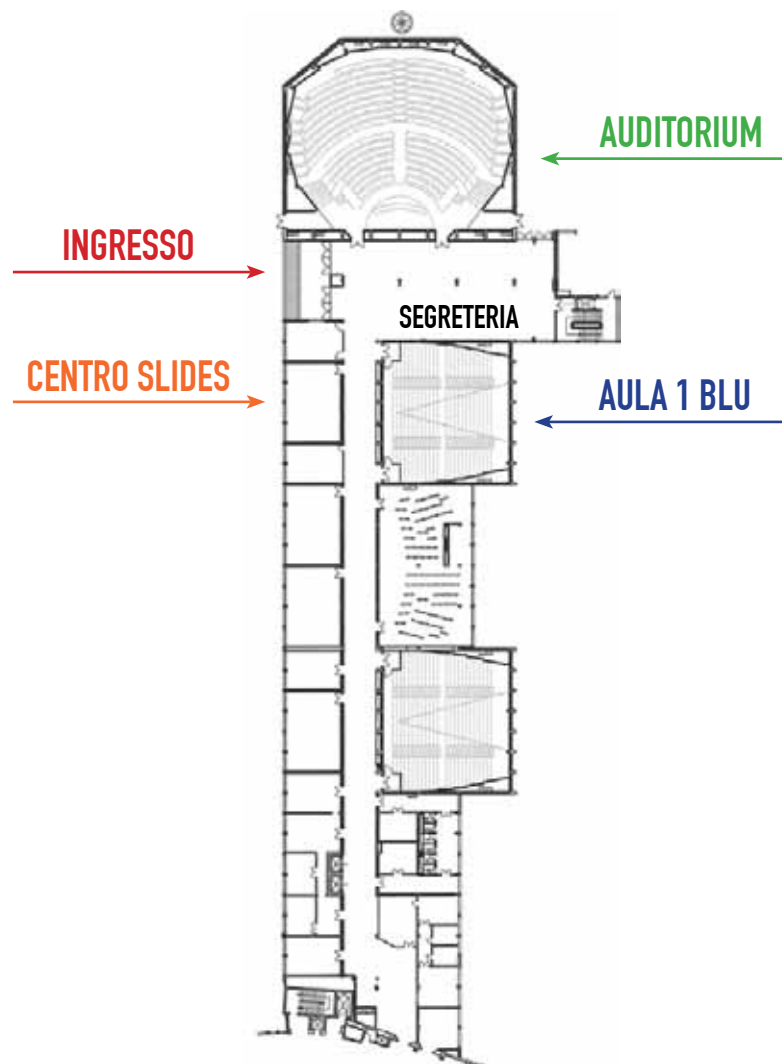 AUDITORIUM
INGRESSO
SEGRETERIA
CENTRO SLIDES
AULA 1 BLU